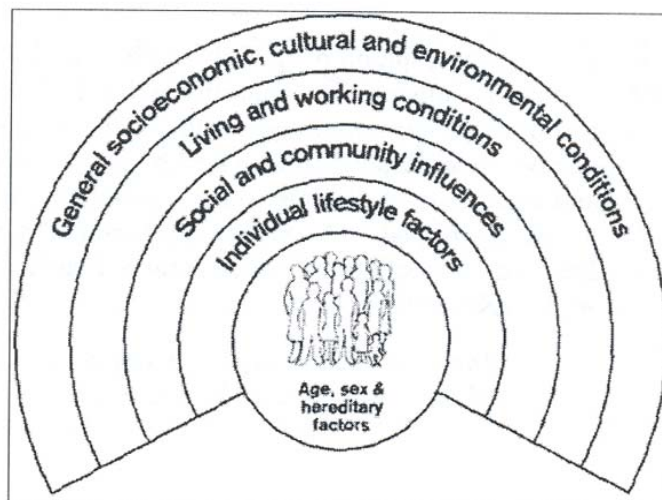 General socioeconomic, cultural and environmental conditions
Living and working conditions
Social and community influences
Individual lifestyle factors
Age, sex &
hereditary
factors